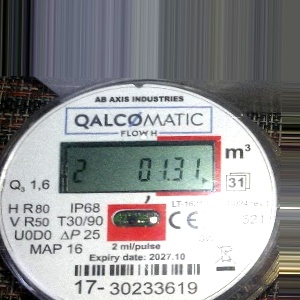 AB AXIS INDUSTRIES
QALCOMATIC
FLOW H
2 01.31
m³
Q₃ 1,6
31
H R80 IP68
V R50 T30/90
U0D0 ΔP 25
MAP 16
2 ml/pulse
Expiry date: 2027.10
17- 30233619